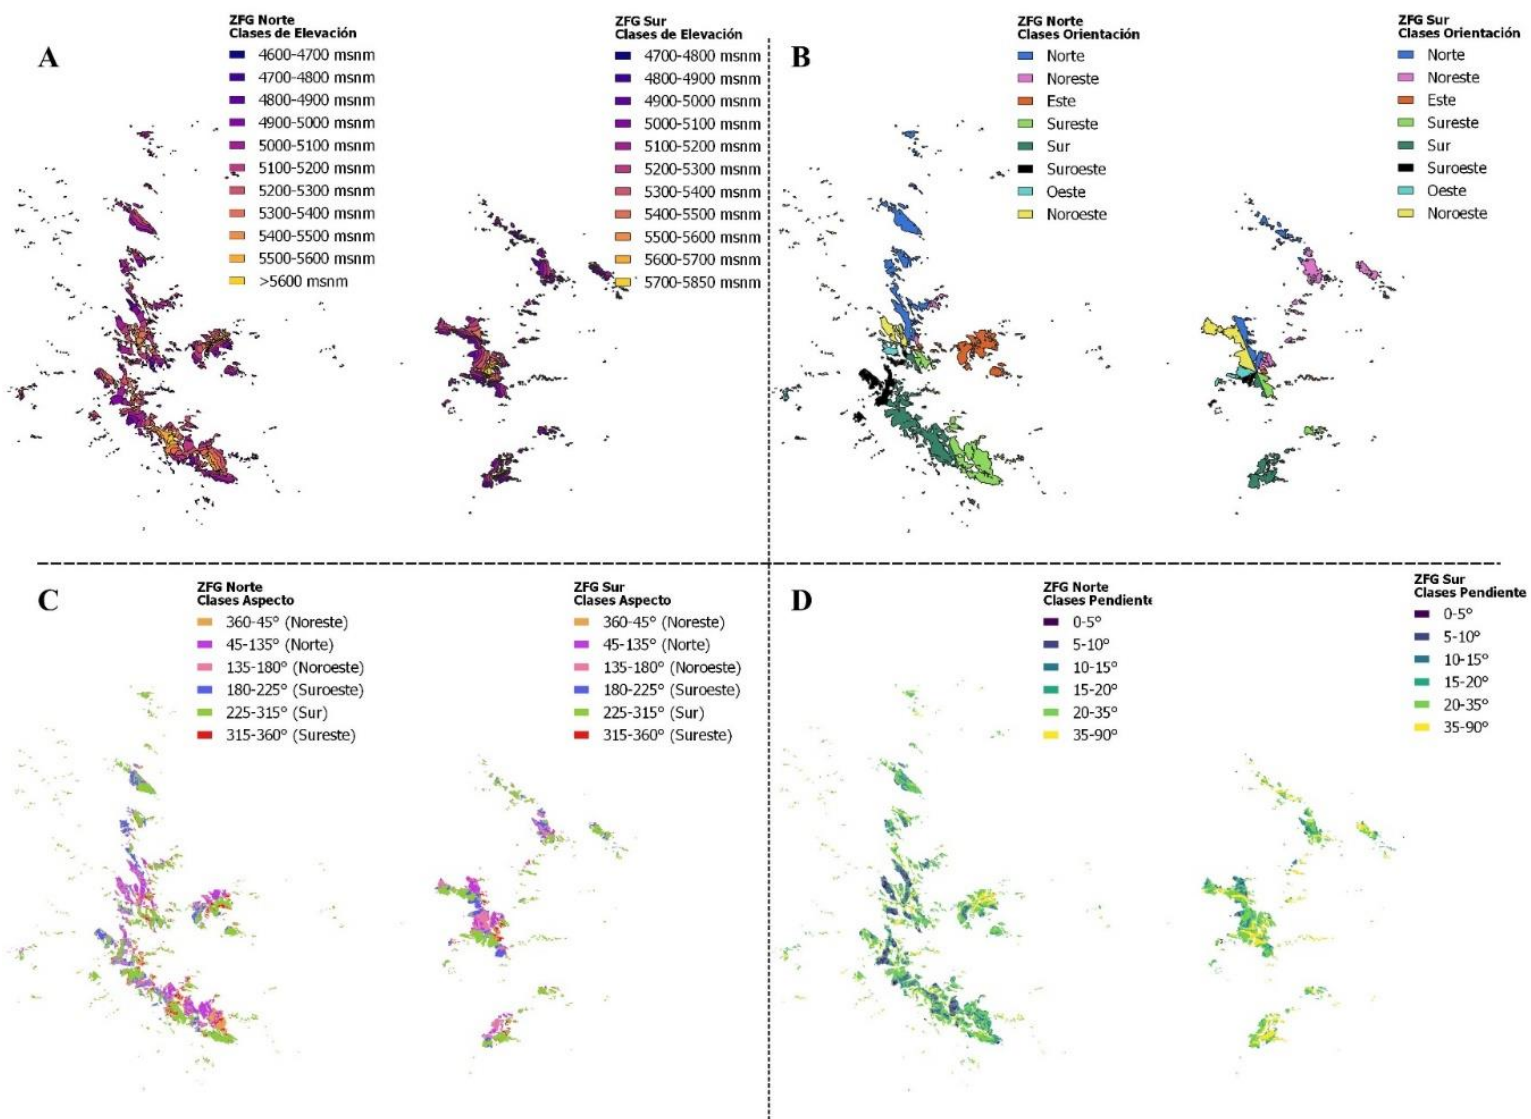 A
ZFG Norte
Clases de Elevación
4600-4700 msnm
4700-4800 msnm
4800-4900 msnm
4900-5000 msnm
5000-5100 msnm
5100-5200 msnm
5200-5300 msnm
5300-5400 msnm
5400-5500 msnm
5500-5600 msnm
>5600 msnm
ZFG Sur
Clases de Elevación
4700-4800 msnm
4800-4900 msnm
4900-5000 msnm
5000-5100 msnm
5100-5200 msnm
5200-5300 msnm
5300-5400 msnm
5400-5500 msnm
5500-5600 msnm
5600-5700 msnm
5700-5850 msnm
B
ZFG Norte
Clases Orientación
Norte
Noreste
Este
Sureste
Sur
Suroeste
Oeste
Noroeste
ZFG Sur
Clases Orientación
Norte
Noreste
Este
Sureste
Sur
Suroeste
Oeste
Noroeste
C
ZFG Norte
Clases Aspecto
360-45° (Noreste)
45-135° (Norte)
135-180° (Noroeste)
180-225° (Suroeste)
225-315° (Sur)
315-360° (Sureste)
ZFG Sur
Clases Aspecto
360-45° (Noreste)
45-135° (Norte)
135-180° (Noroeste)
180-225° (Suroeste)
225-315° (Sur)
315-360° (Sureste)
D
ZFG Norte
Clases Pendiente
0-5°
5-10°
10-15°
15-20°
20-35°
35-90°
ZFG Sur
Clases Pendiente
0-5°
5-10°
10-15°
15-20°
20-35°
35-90°